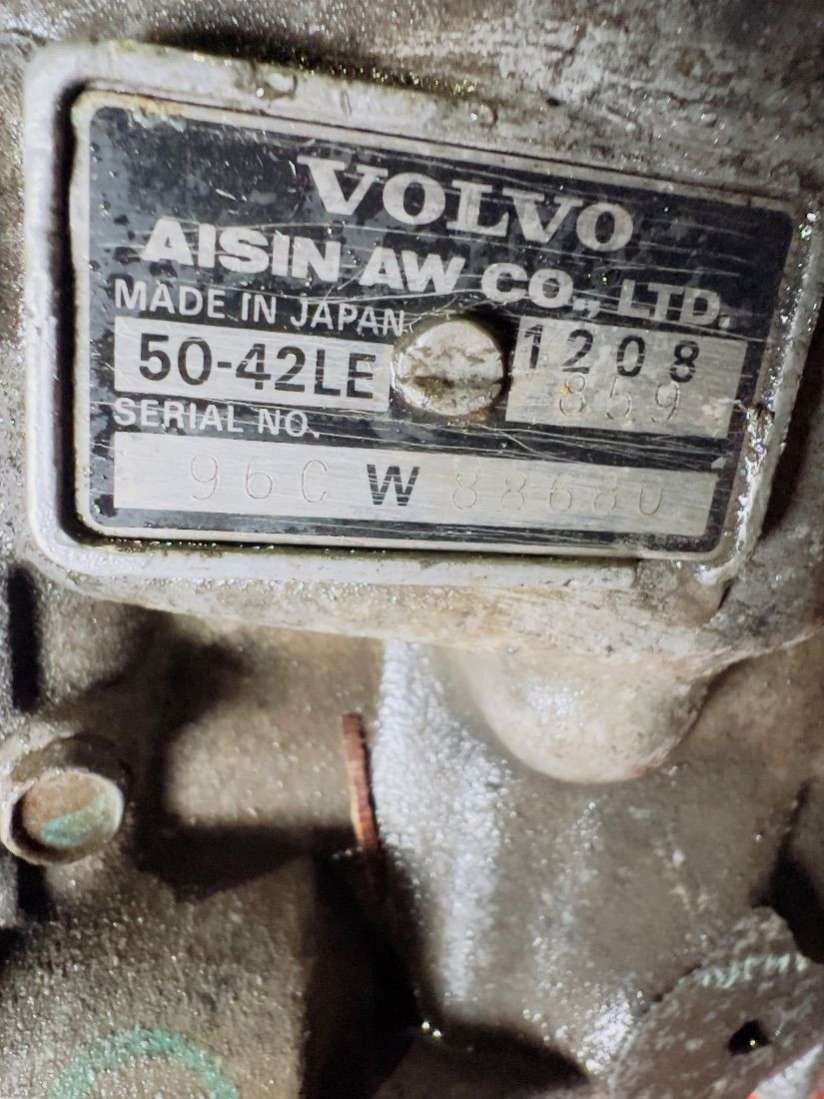 VOLVO
AISIN AW CO., LTD.
MADE IN JAPAN
50-42LE
1208
859
SERIAL NO.
96C W 88680